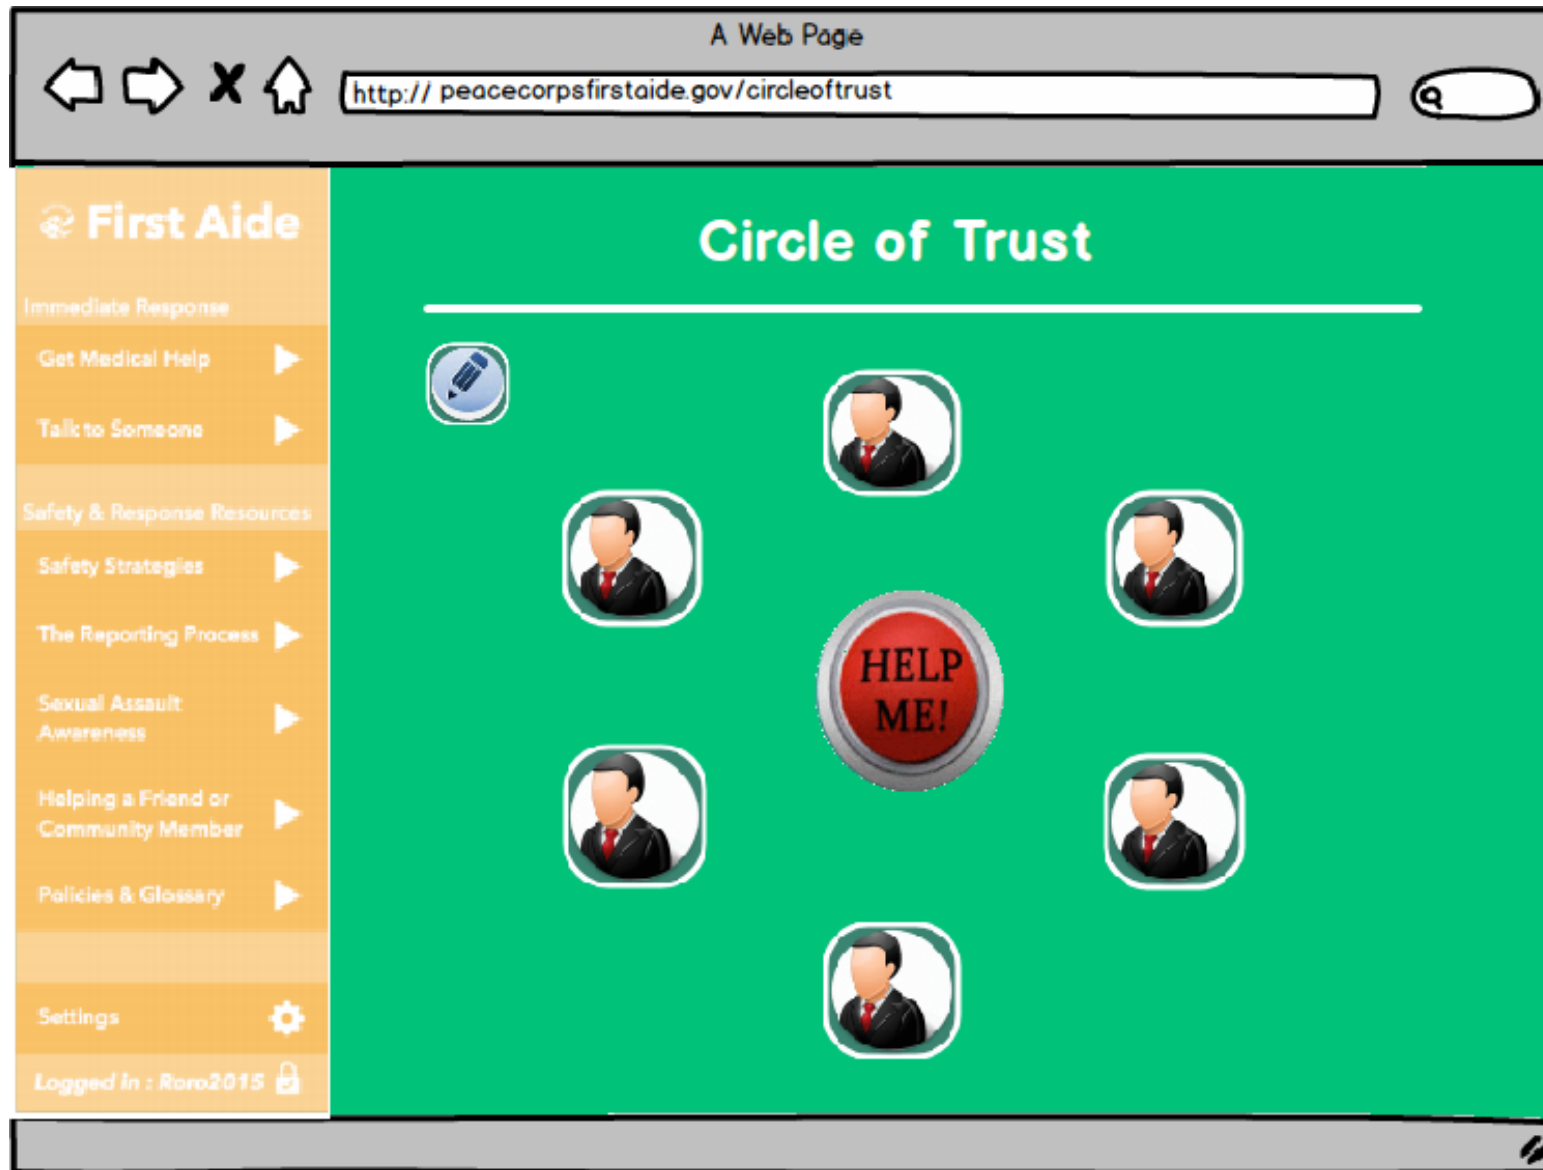 A Web Page
http:// peacecorpsfirstaide.gov/circleoftrust
First Aide
Immediate Response
Get Medical Help
Talk to Someone
Safety & Response Resources
Safety Strategies
The Reporting Process
Sexual Assault
Awareness
Helping a Friend or
Community Member
Policies & Glossary
Settings
Logged in : Roro2015
Circle of Trust
HELP
ME!